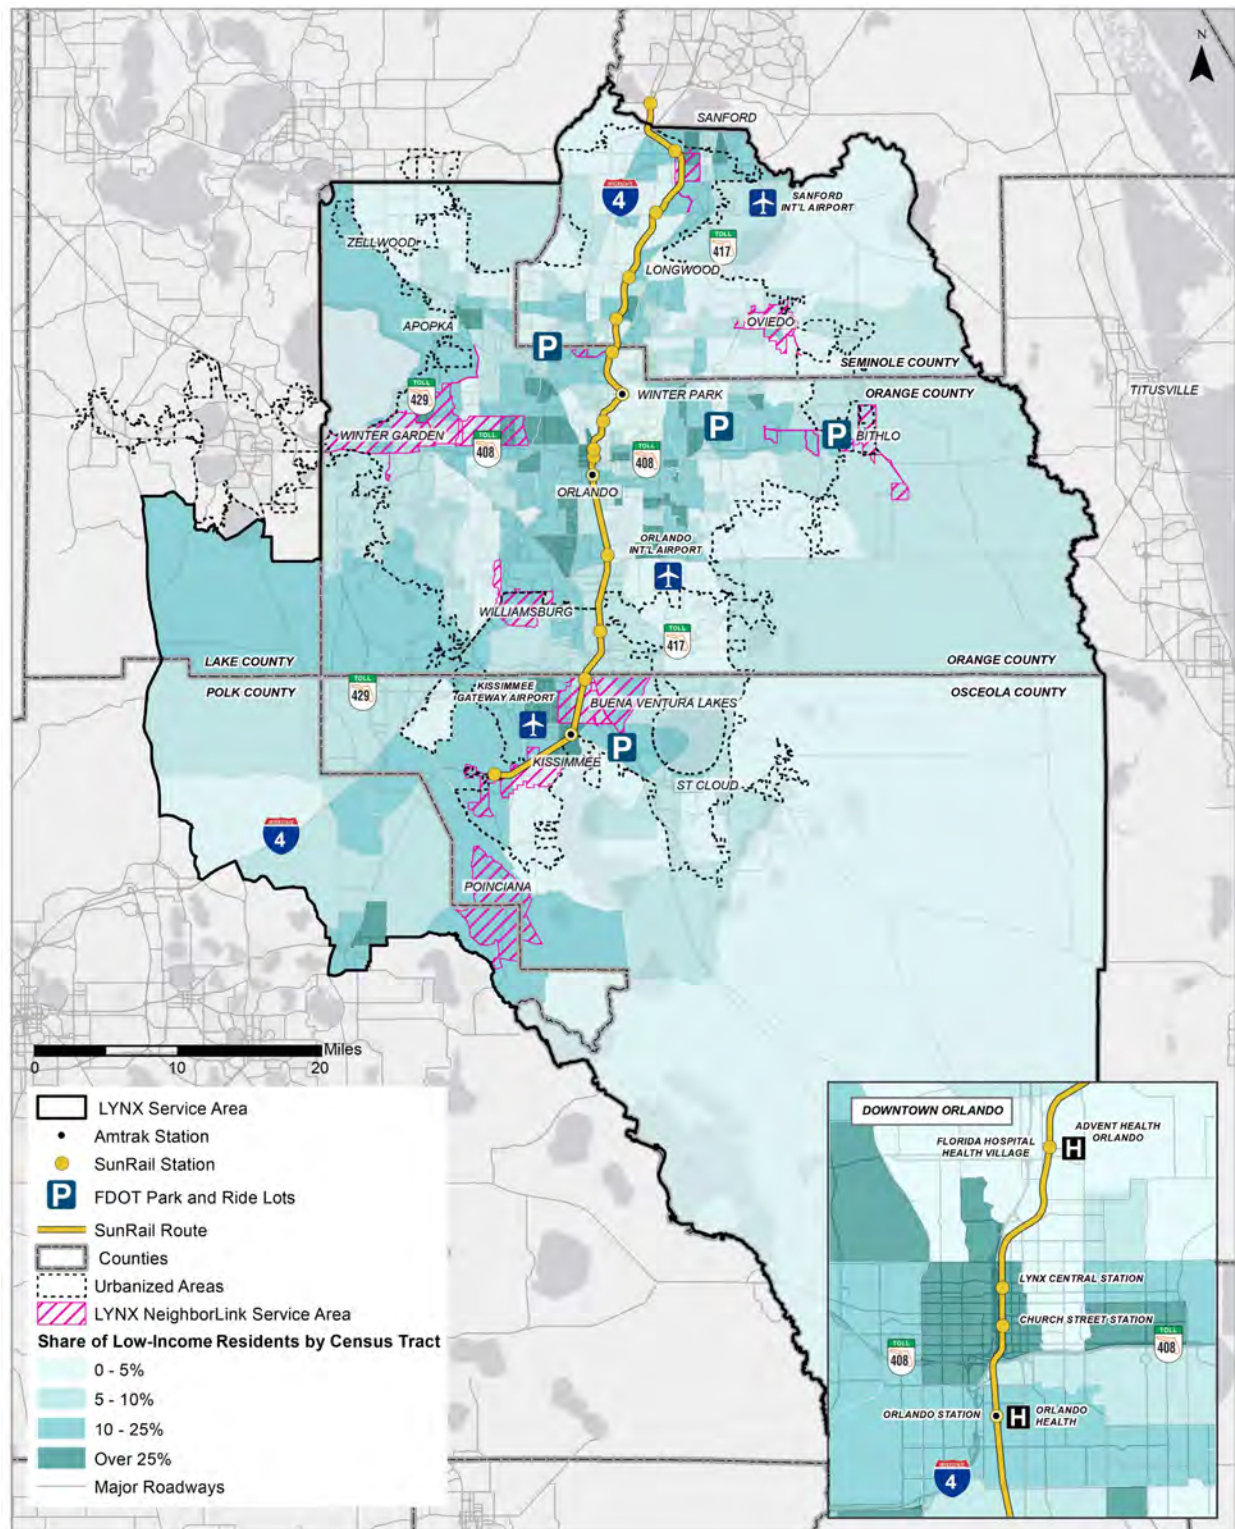 N
SANFORD
INTERSTATE
4
SANFORD
INT'L AIRPORT
ZELLWOOD
TOLL
417
LONGWOOD
APOPKA
OVIEDO
P
SEMINOLE COUNTY
ORANGE COUNTY
TITUSVILLE
TOLL
429
WINTER PARK
P
P
WINTER GARDEN
TOLL
408
TOLL
408
BITHLO
ORLANDO
ORLANDO
INT'L AIRPORT
WILLIAMSBURG
TOLL
417
LAKE COUNTY
POLK COUNTY
ORANGE COUNTY
OSCEOLA COUNTY
TOLL
429
KISSIMMEE
GATEWAY AIRPORT
BUENA VENTURA LAKES
P
KISSIMMEE
ST CLOUD
INTERSTATE
4
POINCIANA
Miles
0 10 20
LYNX Service Area
Amtrak Station
SunRail Station
P FDOT Park and Ride Lots
SunRail Route
Counties
Urbanized Areas
LYNX NeighborLink Service Area
Share of Low-Income Residents by Census Tract
0 - 5%
5 - 10%
10 - 25%
Over 25%
Major Roadways
DOWNTOWN ORLANDO
ADVENT HEALTH
ORLANDO
FLORIDA HOSPITAL
HEALTH VILLAGE
H
LYNX CENTRAL STATION
CHURCH STREET STATION
TOLL
408
TOLL
408
ORLANDO STATION
H
ORLANDO
HEALTH
INTERSTATE
4